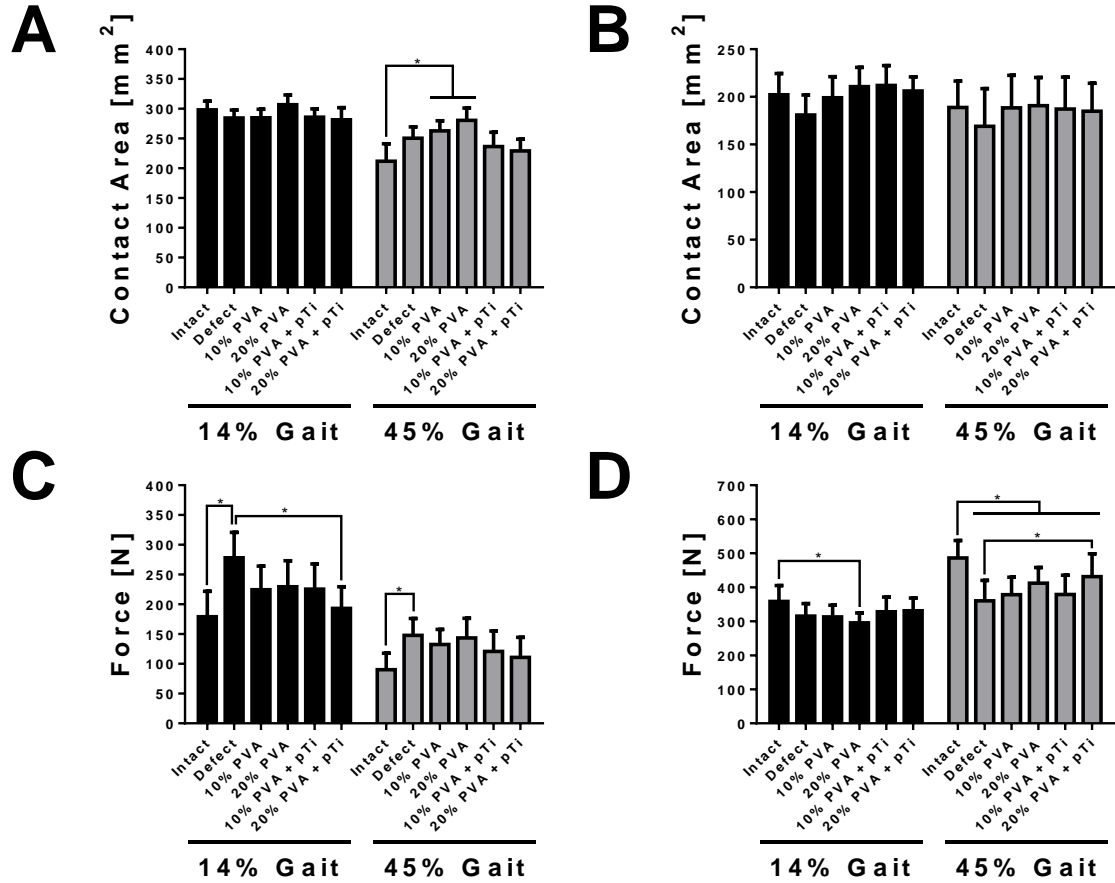 A
Contact Area [mm²]
400
350
300
250
200
150
100
50
0
*
Intact
Defect
10% PVA
20% PVA
10% PVA + pTi
20% PVA + pTi
Intact
Defect
10% PVA
20% PVA
10% PVA + pTi
20% PVA + pTi
14% Gait
45% Gait
B
Contact Area [mm²]
250
200
150
100
50
0
Intact
Defect
10% PVA
20% PVA
10% PVA + pTi
20% PVA + pTi
Intact
Defect
10% PVA
20% PVA
10% PVA + pTi
20% PVA + pTi
14% Gait
45% Gait
C
Force [N]
400
350
300
250
200
150
100
50
0
*
*
*
Intact
Defect
10% PVA
20% PVA
10% PVA + pTi
20% PVA + pTi
Intact
Defect
10% PVA
20% PVA
10% PVA + pTi
20% PVA + pTi
14% Gait
45% Gait
D
Force [N]
700
600
500
400
300
200
100
0
*
*
*
Intact
Defect
10% PVA
20% PVA
10% PVA + pTi
20% PVA + pTi
Intact
Defect
10% PVA
20% PVA
10% PVA + pTi
20% PVA + pTi
14% Gait
45% Gait